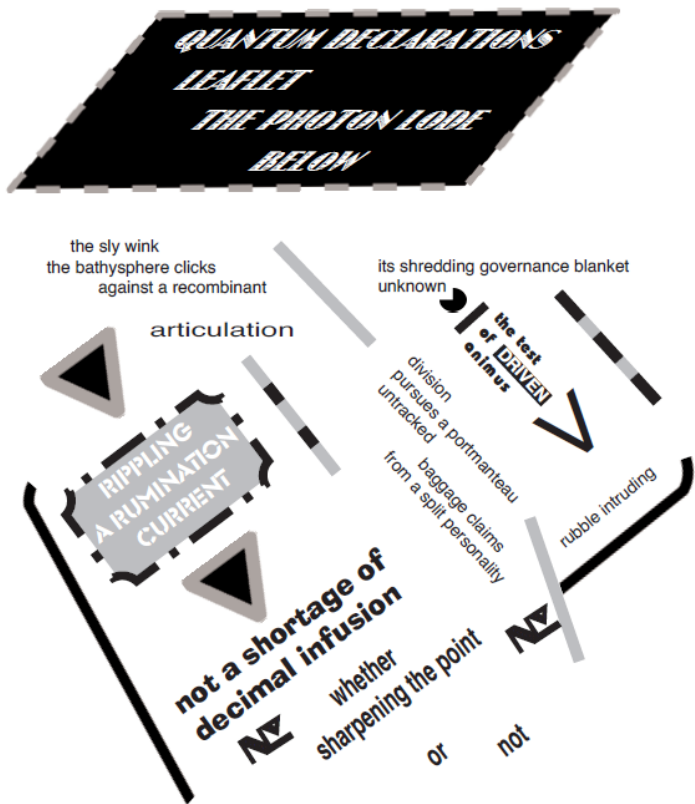 QUANTUM DECLARATIONS
LEAFLET
THE PHOTON LODE
BELOW
the sly wink
the bathysphere clicks
against a recombinant
articulation
its shredding governance blanket
unknown
the test
of DRIVEN
animus
division
pursues a portmanteau
untracked
baggage claims
from a split personality
RIPPLING
A RUMINATION
CURRENT
rubble intruding
not a shortage of
decimal infusion
whether
sharpening the point
or not